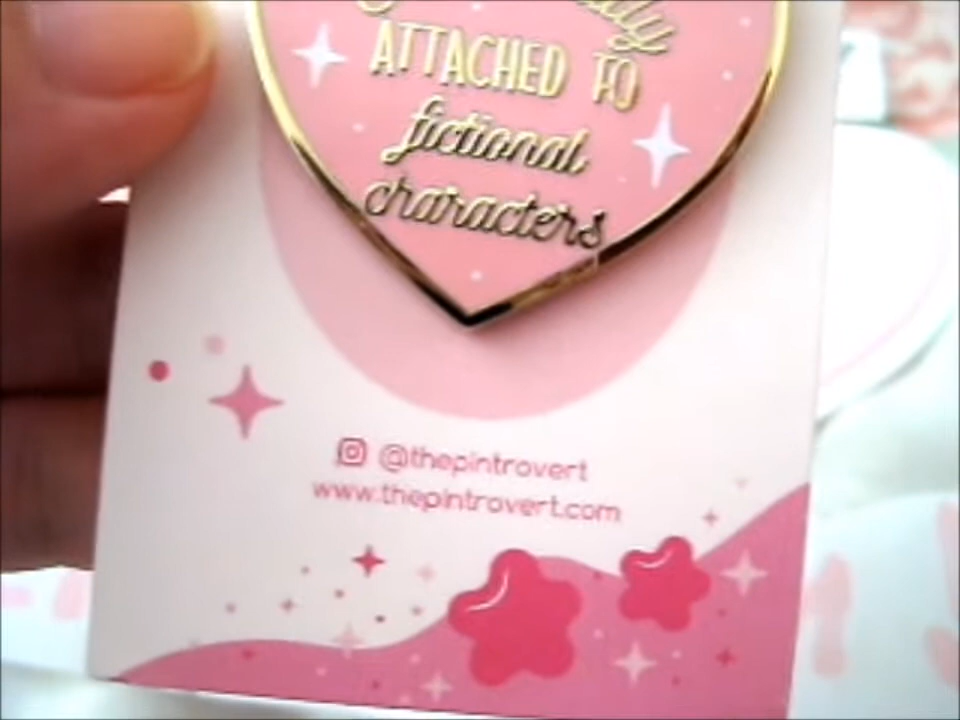 ATTACHED TO
fictional
characters
@thepintrovert
www.thepintrovert.com